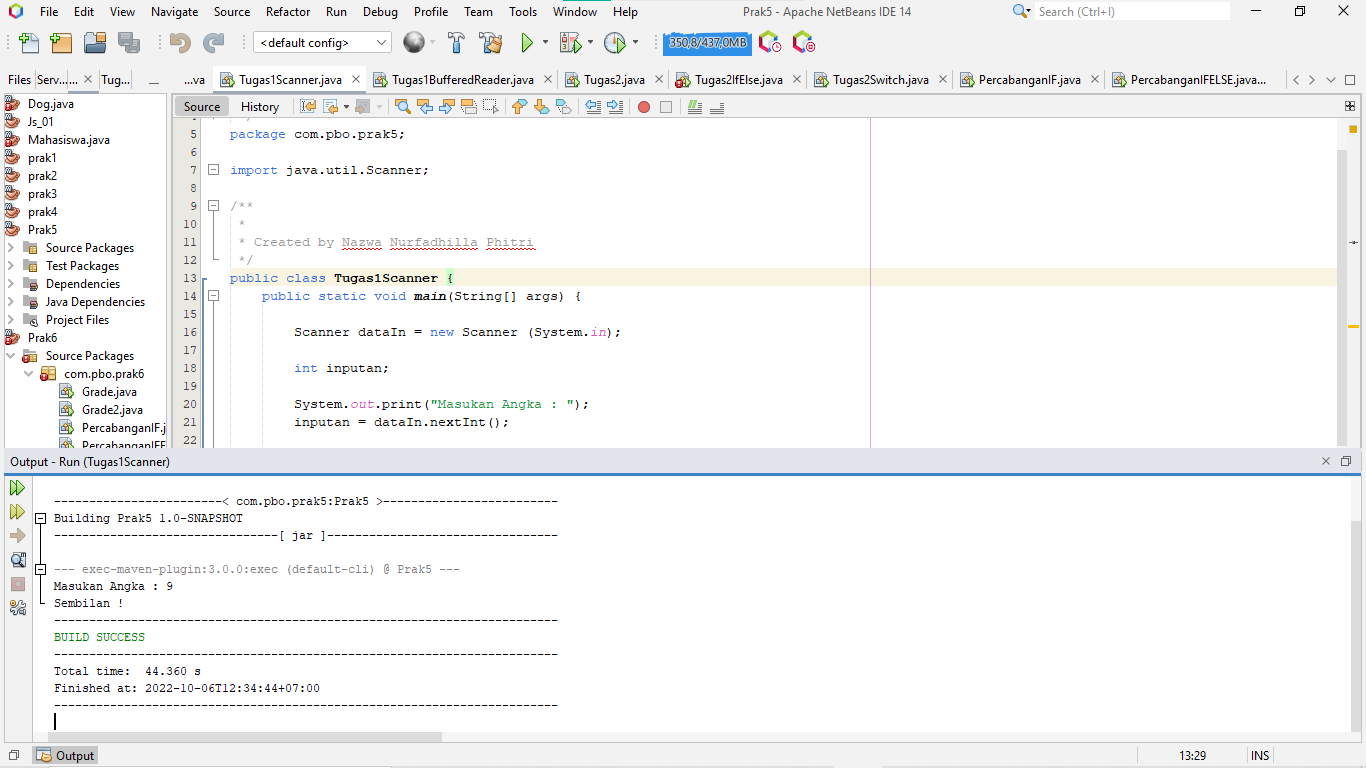 File Edit View Navigate Source Refactor Run Debug Profile Team Tools Window Help Prak5 - Apache NetBeans IDE 14 Search (Ctrl+I)
<default config> 350,8/437,0MB
Files Serv...... Tug... ...va Tugas1Scanner.java Tugas1BufferedReader.java Tugas2.java Tugas2IfElse.java Tugas2Switch.java PercabanganIF.java PercabanganIFELSE.java...
Source History
Dog.java
Js_01
Mahasiswa.java
prak1
prak2
prak3
prak4
Prak5
Source Packages
Test Packages
Dependencies
Java Dependencies
Project Files
Prak6
Source Packages
com.pbo.prak6
Grade.java
Grade2.java
PercabanganIF.j
PercabanganIFE
5 package com.pbo.prak5;
6
7 import java.util.Scanner;
8
9 /**
10 *
11 * Created by Nazwa Nurfadhilla Phitri
12 */
13 public class Tugas1Scanner {
14 public static void main(String[] args) {
15
16 Scanner dataIn = new Scanner (System.in);
17
18 int inputan;
19
20 System.out.print("Masukan Angka : ");
21 inputan = dataIn.nextInt();
22
Output - Run (Tugas1Scanner)
------------------------< com.pbo.prak5:Prak5 >-------------------------
Building Prak5 1.0-SNAPSHOT
--------------------------------[ jar ]---------------------------------
--- exec-maven-plugin:3.0.0:exec (default-cli) @ Prak5 ---
Masukan Angka : 9
Sembilan !
------------------------------------------------------------------------
BUILD SUCCESS
------------------------------------------------------------------------
Total time:  44.360 s
Finished at: 2022-10-06T12:34:44+07:00
------------------------------------------------------------------------
Output 13:29 INS